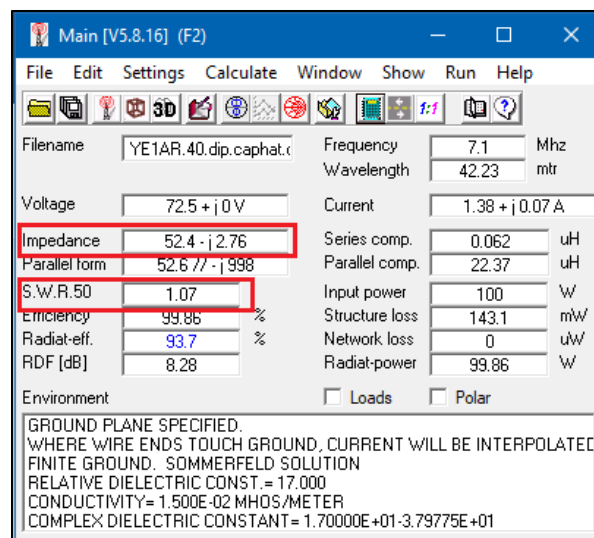 Main [V5.8.16] (F2)
File Edit Settings Calculate Window Show Run Help
3D 1:1
Filename YE1AR.40.dip.caphat.( Frequency 7.1 Mhz
Wavelength 42.23 mtr
Voltage 72.5 + j 0 V Current 1.38 + j 0.07 A
Impedance 52.4 - j 2.76 Series comp. 0.062 uH
Parallel form 52.6 // - j 998 Parallel comp. 22.37 uH
S.W.R.50 1.07 Input power 100 W
Efficiency 99.86 % Structure loss 143.1 mW
Radiat-eff. 93.7 % Network loss 0 uW
RDF [dB] 8.28 Radiat-power 99.86 W
Environment Loads Polar
GROUND PLANE SPECIFIED.
WHERE WIRE ENDS TOUCH GROUND, CURRENT WILL BE INTERPOLATED
FINITE GROUND. SOMMERFELD SOLUTION
RELATIVE DIELECTRIC CONST.= 17.000
CONDUCTIVITY= 1.500E-02 MHOS/METER
COMPLEX DIELECTRIC CONSTANT= 1.70000E+01-3.79775E+01